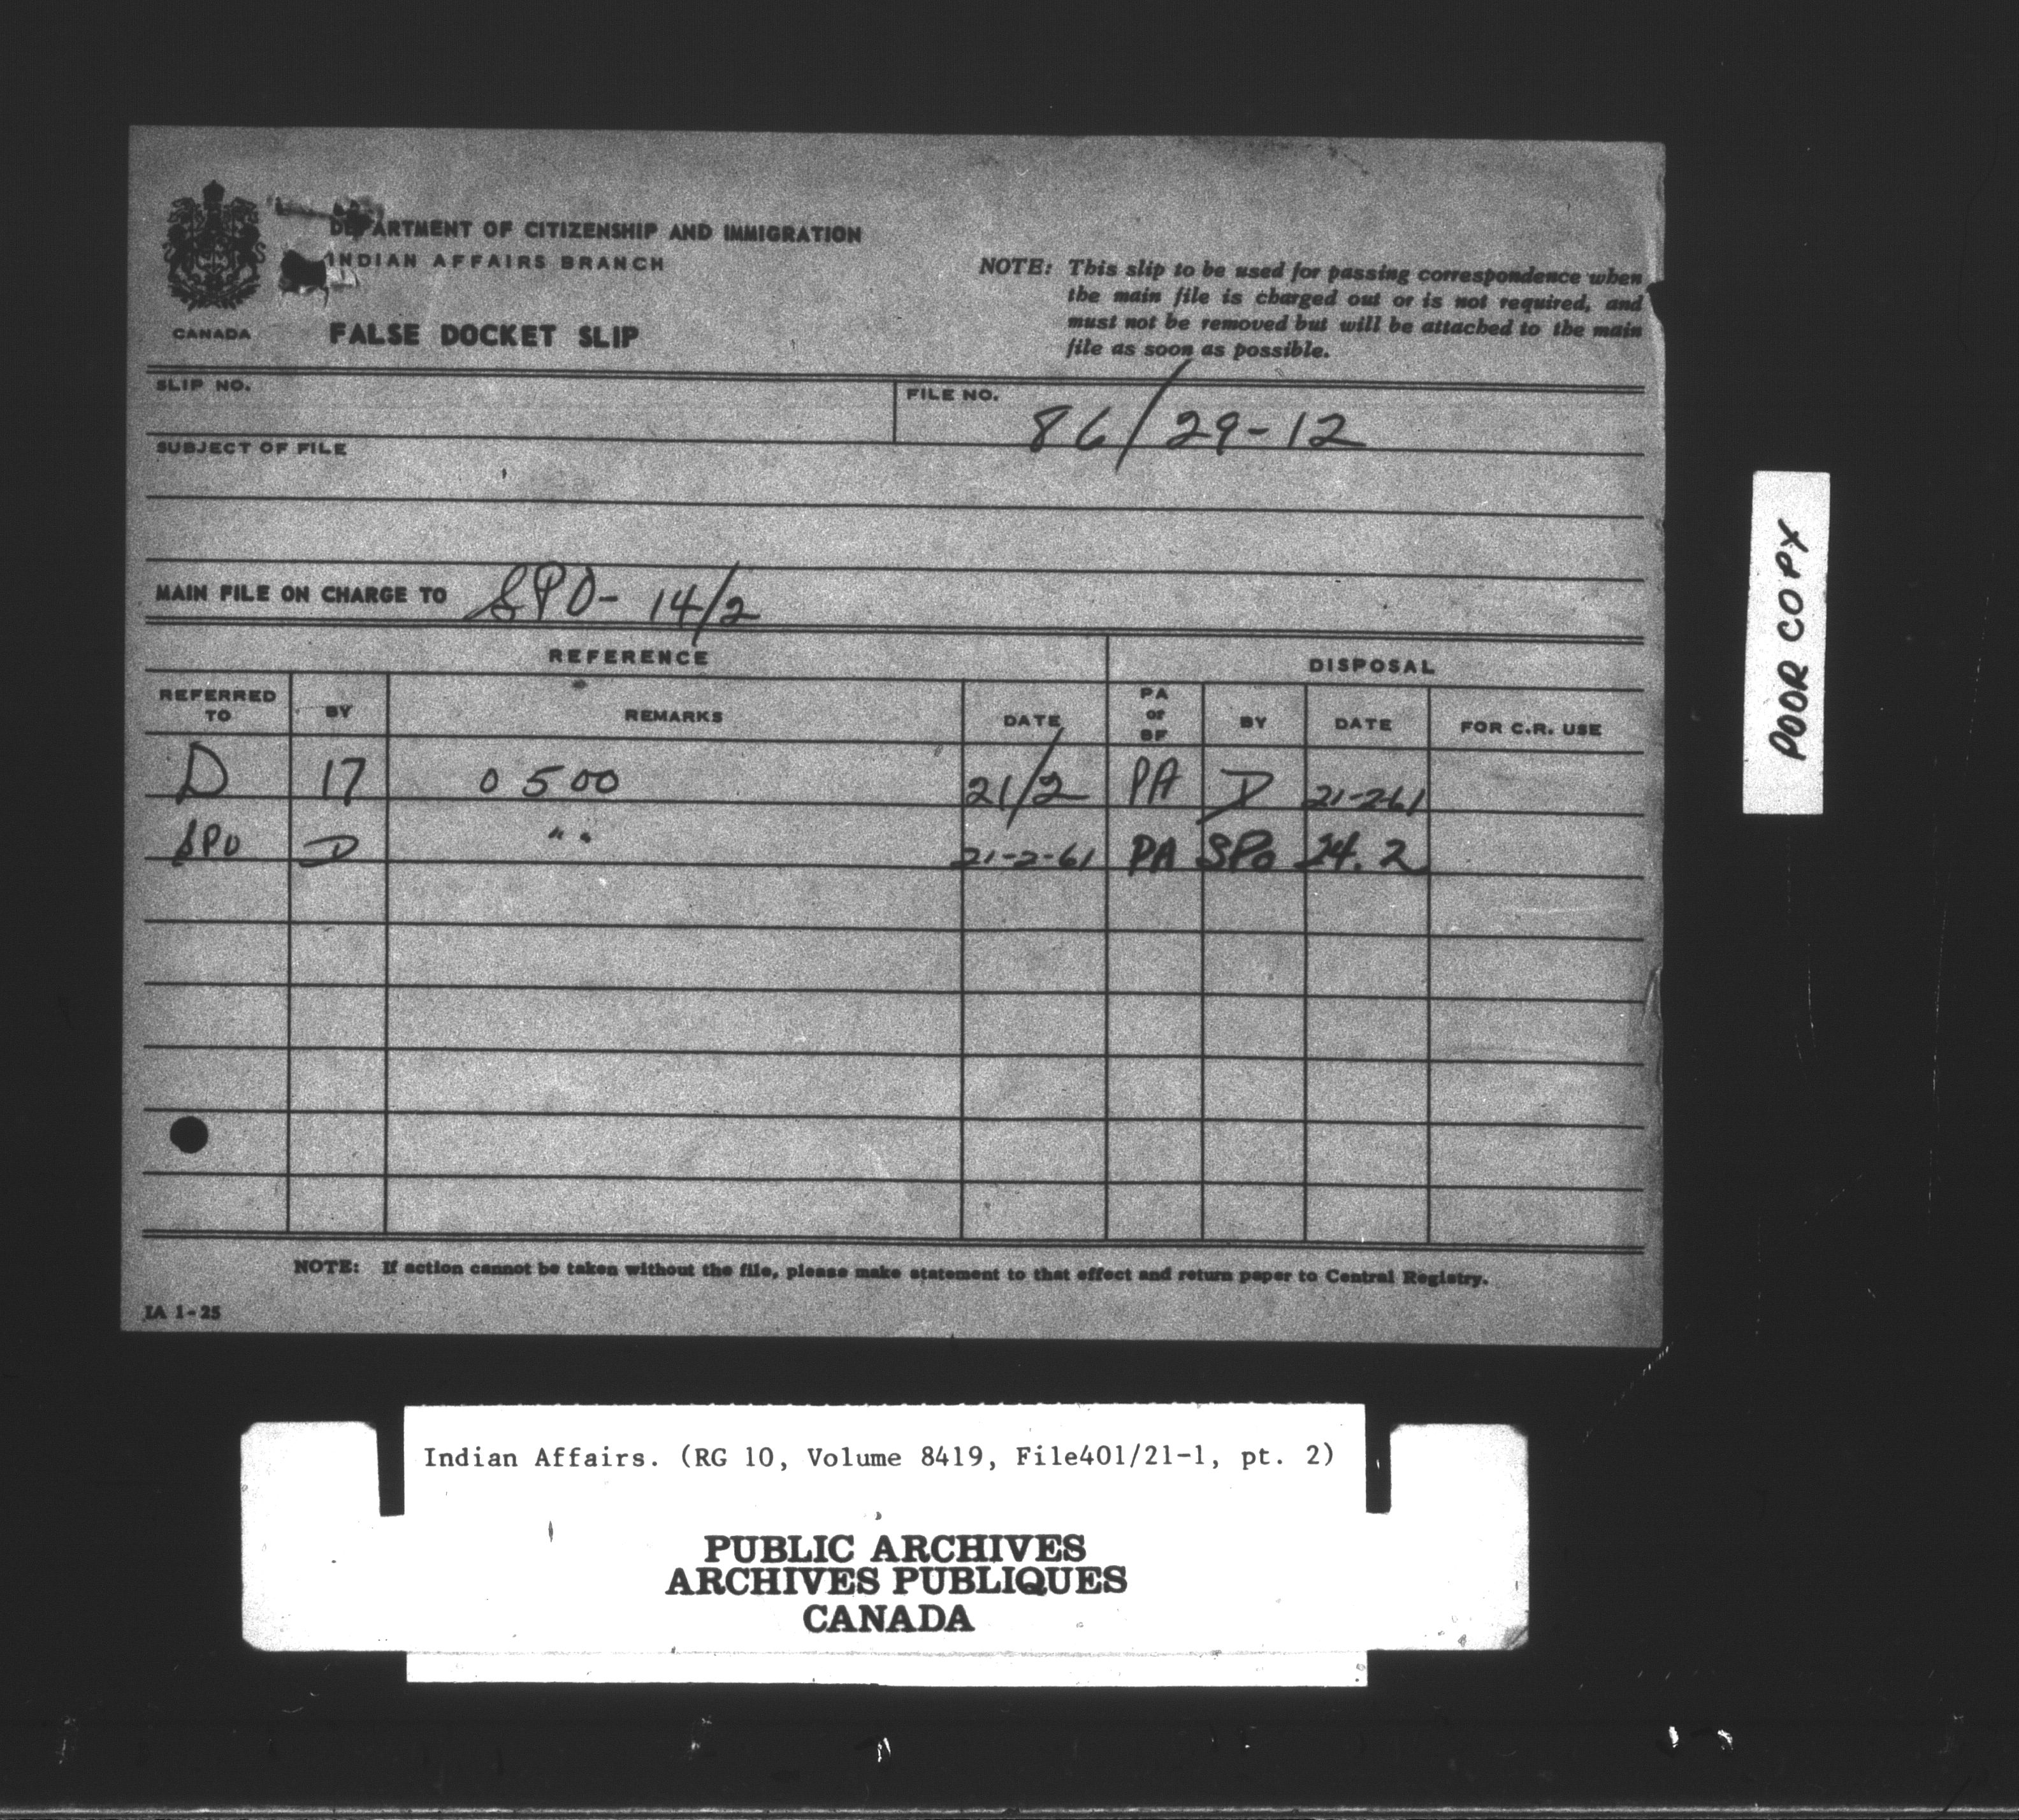 DEPARTMENT OF CITIZENSHIP AND IMMIGRATION
INDIAN AFFAIRS BRANCH
CANADA
FALSE DOCKET SLIP
NOTE: This slip to be used for passing correspondence when
the main file is charged out or is not required, and
must not be removed but will be attached to the main
file as soon as possible.
SLIP NO.
FILE NO. 86/29-12
SUBJECT OF FILE
MAIN FILE ON CHARGE TO SPO- 14/2
REFERENCE DISPOSAL
REFERRED TO BY REMARKS DATE PA or BF BY DATE FOR C.R. USE
D 17 0 500 21/2 PA D 21-2-61
SPO D " " 21-2-61 PA SPO 24.2
NOTE: If action cannot be taken without the file, please make statement to that effect and return paper to Central Registry.
IA 1-25
POOR COPY
Indian Affairs. (RG 10, Volume 8419, File401/21-1, pt. 2)
PUBLIC ARCHIVES
ARCHIVES PUBLIQUES
CANADA